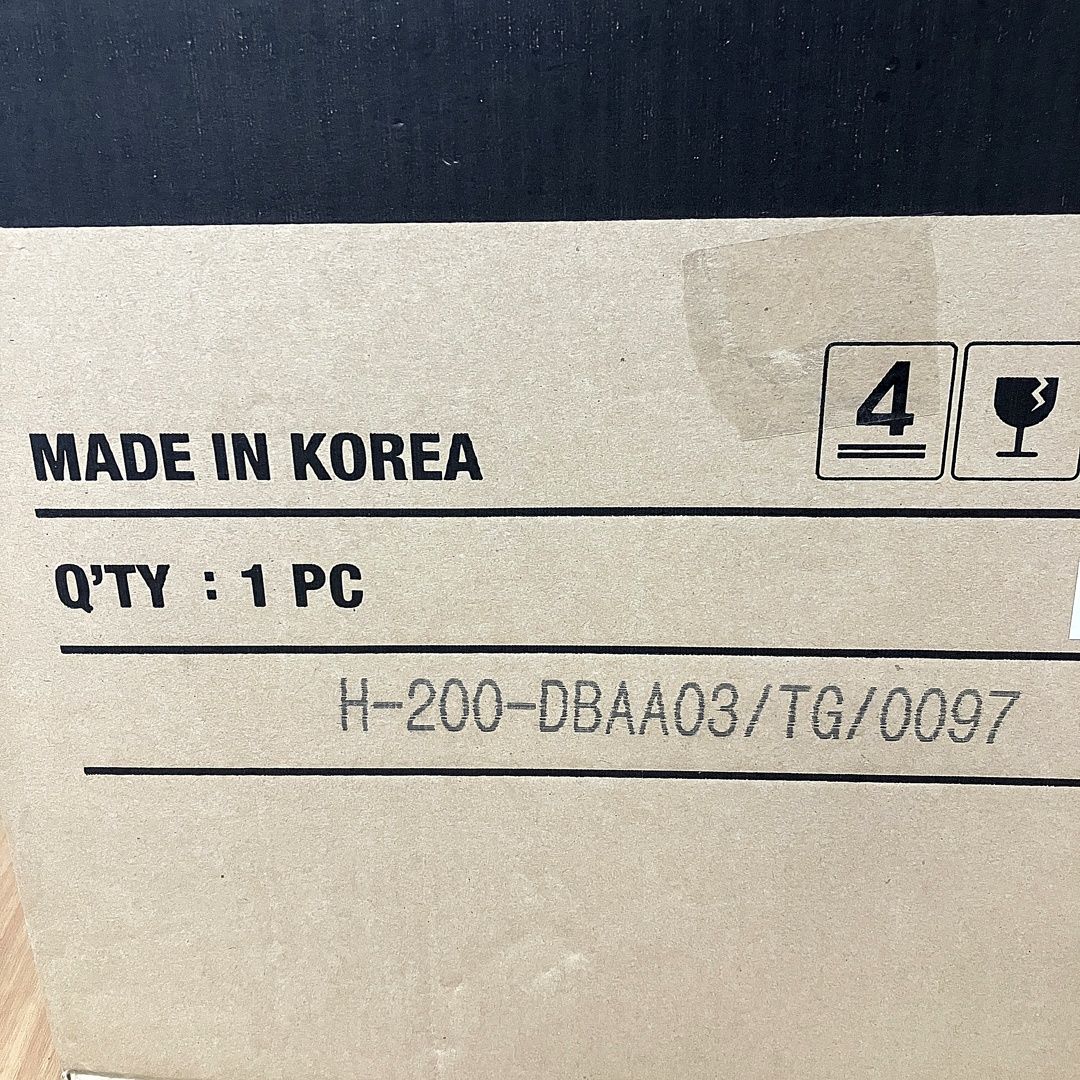 4
MADE IN KOREA
Q'TY : 1 PC
H-200-DBAA03/TG/0097